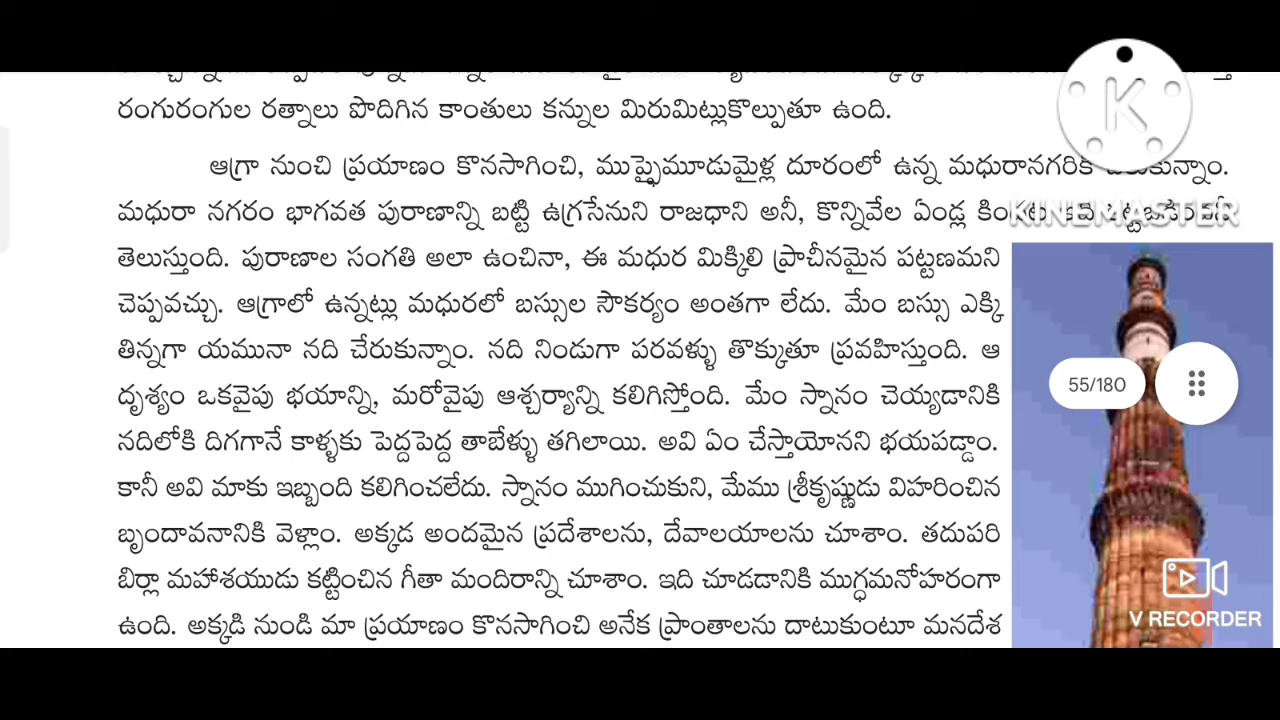 రంగురంగుల రత్నాలు పొదిగిన కాంతులు కన్నుల మిరుమిట్లుకొల్పుతూ ఉంది.
ఆగ్రా నుంచి ప్రయాణం కొనసాగించి, ముప్ఫైమూడుమైళ్ల దూరంలో ఉన్న మధురానగరికి చేరుకున్నాం.
మధురా నగరం భాగవత పురాణాన్ని బట్టి ఉగ్రసేనుని రాజధాని అనీ, కొన్నివేల ఏండ్ల
KINEMASTER
తెలుస్తుంది. పురాణాల సంగతి అలా ఉంచినా, ఈ మధుర మిక్కిలి ప్రాచీనమైన పట్టణమని
చెప్పవచ్చు. ఆగ్రాలో ఉన్నట్లు మధురలో బస్సుల సౌకర్యం అంతగా లేదు. మేం బస్సు ఎక్కి
తిన్నగా యమునా నది చేరుకున్నాం. నది నిండుగా పరవళ్ళు తొక్కుతూ ప్రవహిస్తుంది. ఆ
55/180
దృశ్యం ఒకవైపు భయాన్ని, మరోవైపు ఆశ్చర్యాన్ని కలిగిస్తోంది. మేం స్నానం చెయ్యడానికి
నదిలోకి దిగగానే కాళ్ళకు పెద్దపెద్ద తాబేళ్ళు తగిలాయి. అవి ఏం చేస్తాయోనని భయపడ్డాం.
కానీ అవి మాకు ఇబ్బంది కలిగించలేదు. స్నానం ముగించుకుని, మేము శ్రీకృష్ణుడు విహరించిన
బృందావనానికి వెళ్లాం. అక్కడ అందమైన ప్రదేశాలను, దేవాలయాలను చూశాం. తదుపరి
బిర్లా మహాశయుడు కట్టించిన గీతా మందిరాన్ని చూశాం. ఇది చూడడానికి ముగ్ధమనోహరంగా
ఉంది. అక్కడి నుండి మా ప్రయాణం కొనసాగించి అనేక ప్రాంతాలను దాటుకుంటూ మనదేశ
V RECORDER